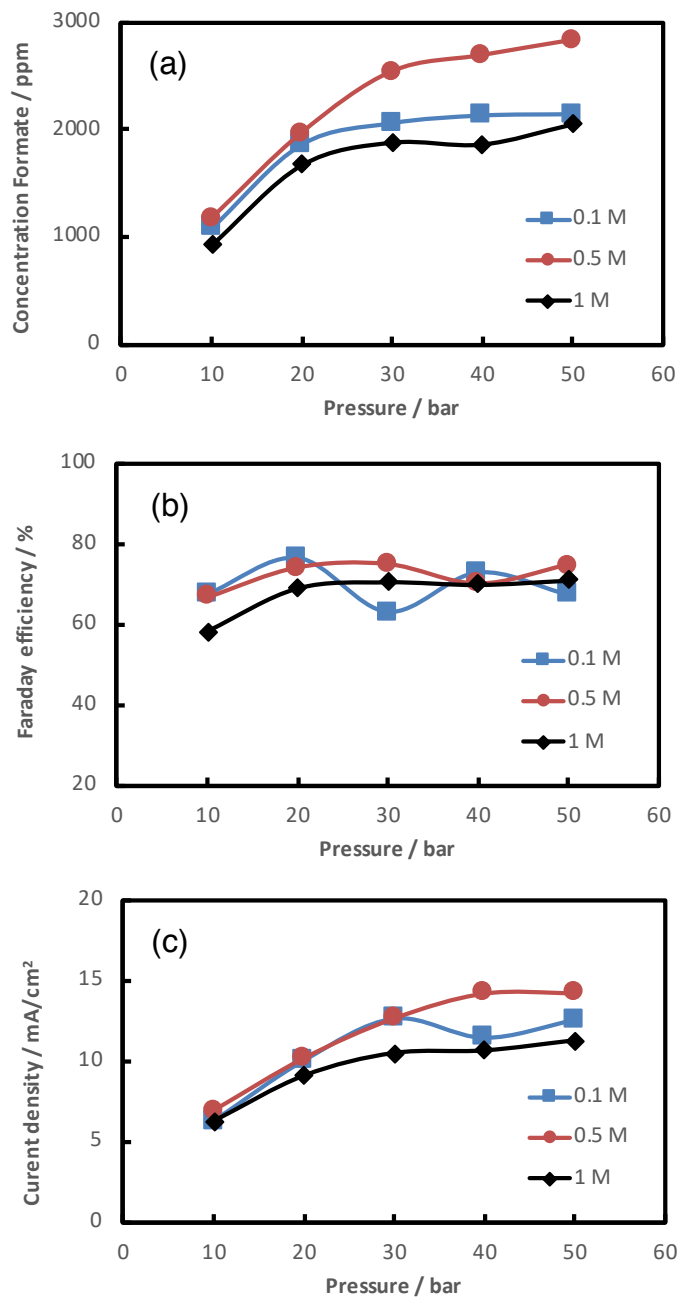 3000
(a)
2000
1000
0
Concentration Formate / ppm
0.1 M
0.5 M
1 M
0 10 20 30 40 50 60
Pressure / bar
100
(b)
80
60
40
20
Faraday efficiency / %
0.1 M
0.5 M
1 M
0 10 20 30 40 50 60
Pressure / bar
20
(c)
15
10
5
0
Curent density / mA/cm²
0.1 M
0.5 M
1 M
0 10 20 30 40 50 60
Pressure / bar